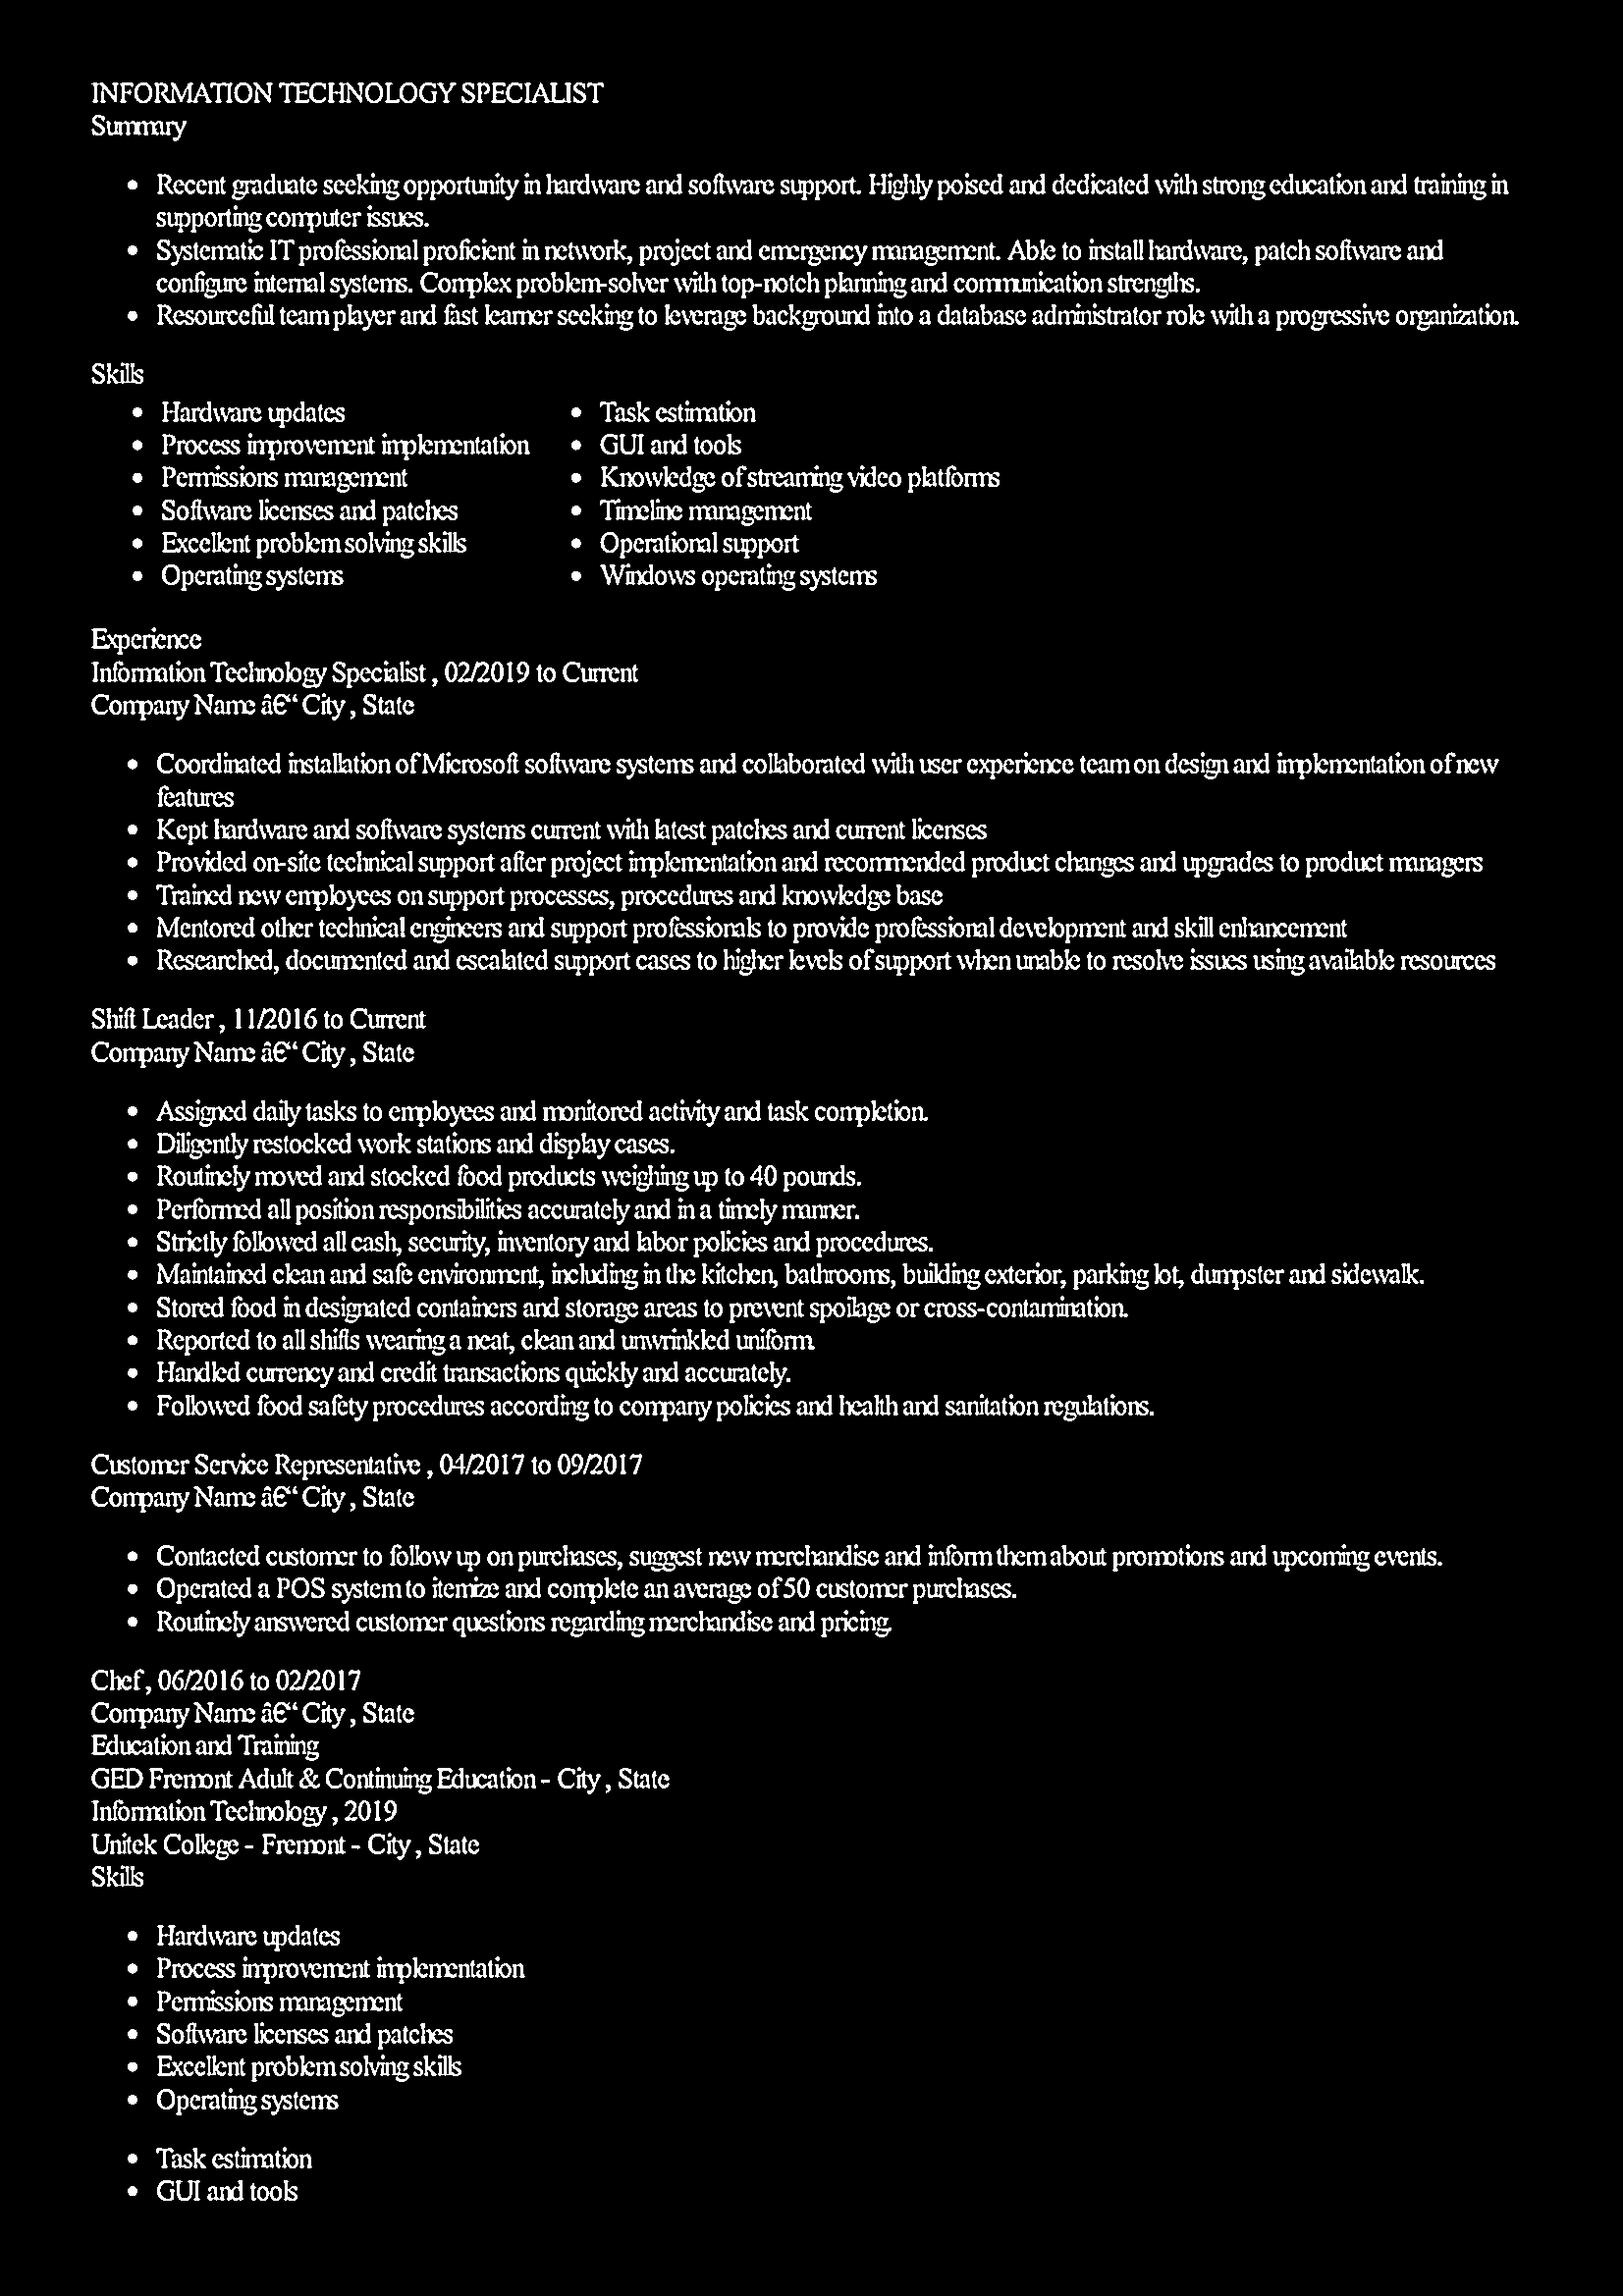 INFORMATION TECHNOLOGY SPECIALIST
Summary
• Recent graduate seeking opportunity in hardware and software support. Highly poised and dedicated with strong education and training in
supporting computer issues.
• Systematic IT professional proficient in network, project and emergency management. Able to install hardware, patch software and
configure internal systems. Complex problem-solver with top-notch planning and communication strengths.
• Resourceful team player and fast learner seeking to leverage background into a database administrator role with a progressive organization.
Skills
• Hardware updates
• Process improvement implementation
• Permissions management
• Software licenses and patches
• Excellent problem solving skills
• Operating systems
• Task estimation
• GUI and tools
• Knowledge of streaming video platforms
• Timeline management
• Operational support
• Windows operating systems
Experience
Information Technology Specialist , 02/2019 to Current
Company Name â€“ City , State
• Coordinated installation of Microsoft software systems and collaborated with user experience team on design and implementation of new
features
• Kept hardware and software systems current with latest patches and current licenses
• Provided on-site technical support after project implementation and recommended product changes and upgrades to product managers
• Trained new employees on support processes, procedures and knowledge base
• Mentored other technical engineers and support professionals to provide professional development and skill enhancement
• Researched, documented and escalated support cases to higher levels of support when unable to resolve issues using available resources
Shift Leader , 11/2016 to Current
Company Name â€“ City , State
• Assigned daily tasks to employees and monitored activity and task completion.
• Diligently restocked work stations and display cases.
• Routinely moved and stocked food products weighing up to 40 pounds.
• Performed all position responsibilities accurately and in a timely manner.
• Strictly followed all cash, security, inventory and labor policies and procedures.
• Maintained clean and safe environment, including in the kitchen, bathrooms, building exterior, parking lot, dumpster and sidewalk.
• Stored food in designated containers and storage areas to prevent spoilage or cross-contamination.
• Reported to all shifts wearing a neat, clean and unwrinkled uniform.
• Handled currency and credit transactions quickly and accurately.
• Followed food safety procedures according to company policies and health and sanitation regulations.
Customer Service Representative , 04/2017 to 09/2017
Company Name â€“ City , State
• Contacted customer to follow up on purchases, suggest new merchandise and inform them about promotions and upcoming events.
• Operated a POS system to itemize and complete an average of 50 customer purchases.
• Routinely answered customer questions regarding merchandise and pricing.
Chef , 06/2016 to 02/2017
Company Name â€“ City , State
Education and Training
GED Fremont Adult & Continuing Education - City , State
Information Technology , 2019
Unitek College - Fremont - City , State
Skills
• Hardware updates
• Process improvement implementation
• Permissions management
• Software licenses and patches
• Excellent problem solving skills
• Operating systems
• Task estimation
• GUI and tools